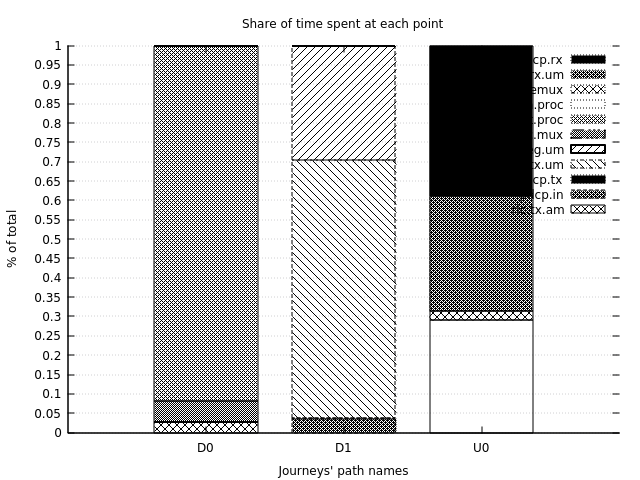 Share of time spent at each point
1
0.95
0.9
0.85
0.8
0.75
0.7
0.65
0.6
0.55
0.5
0.45
0.4
0.35
0.3
0.25
0.2
0.15
0.1
0.05
0
% of total
D0
D1
U0
Journeys' path names
cp.rx
x.um
emux
.proc
.proc
.mux
g.um
x.um
cp.tx
cp.in
tx.am